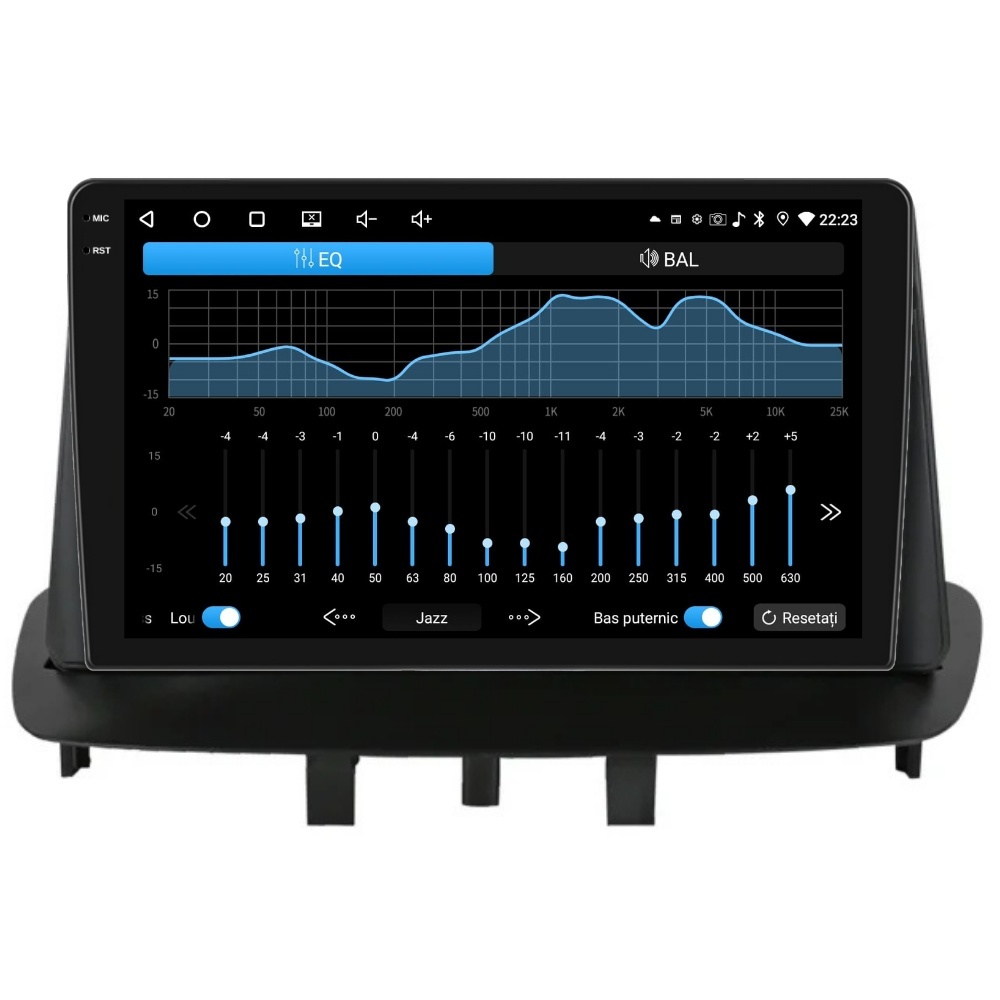 MIC
22:23
RST
EQ
BAL
15
0
-15
20 50 100 200 500 1K 2K 5K 10K 25K
-4 -4 -3 -1 0 -4 -6 -10 -10 -11 -4 -3 -2 -2 +2 +5
15
0
-15
20 25 31 40 50 63 80 100 125 160 200 250 315 400 500 630
s Lou Jazz Bas puternic Resetați